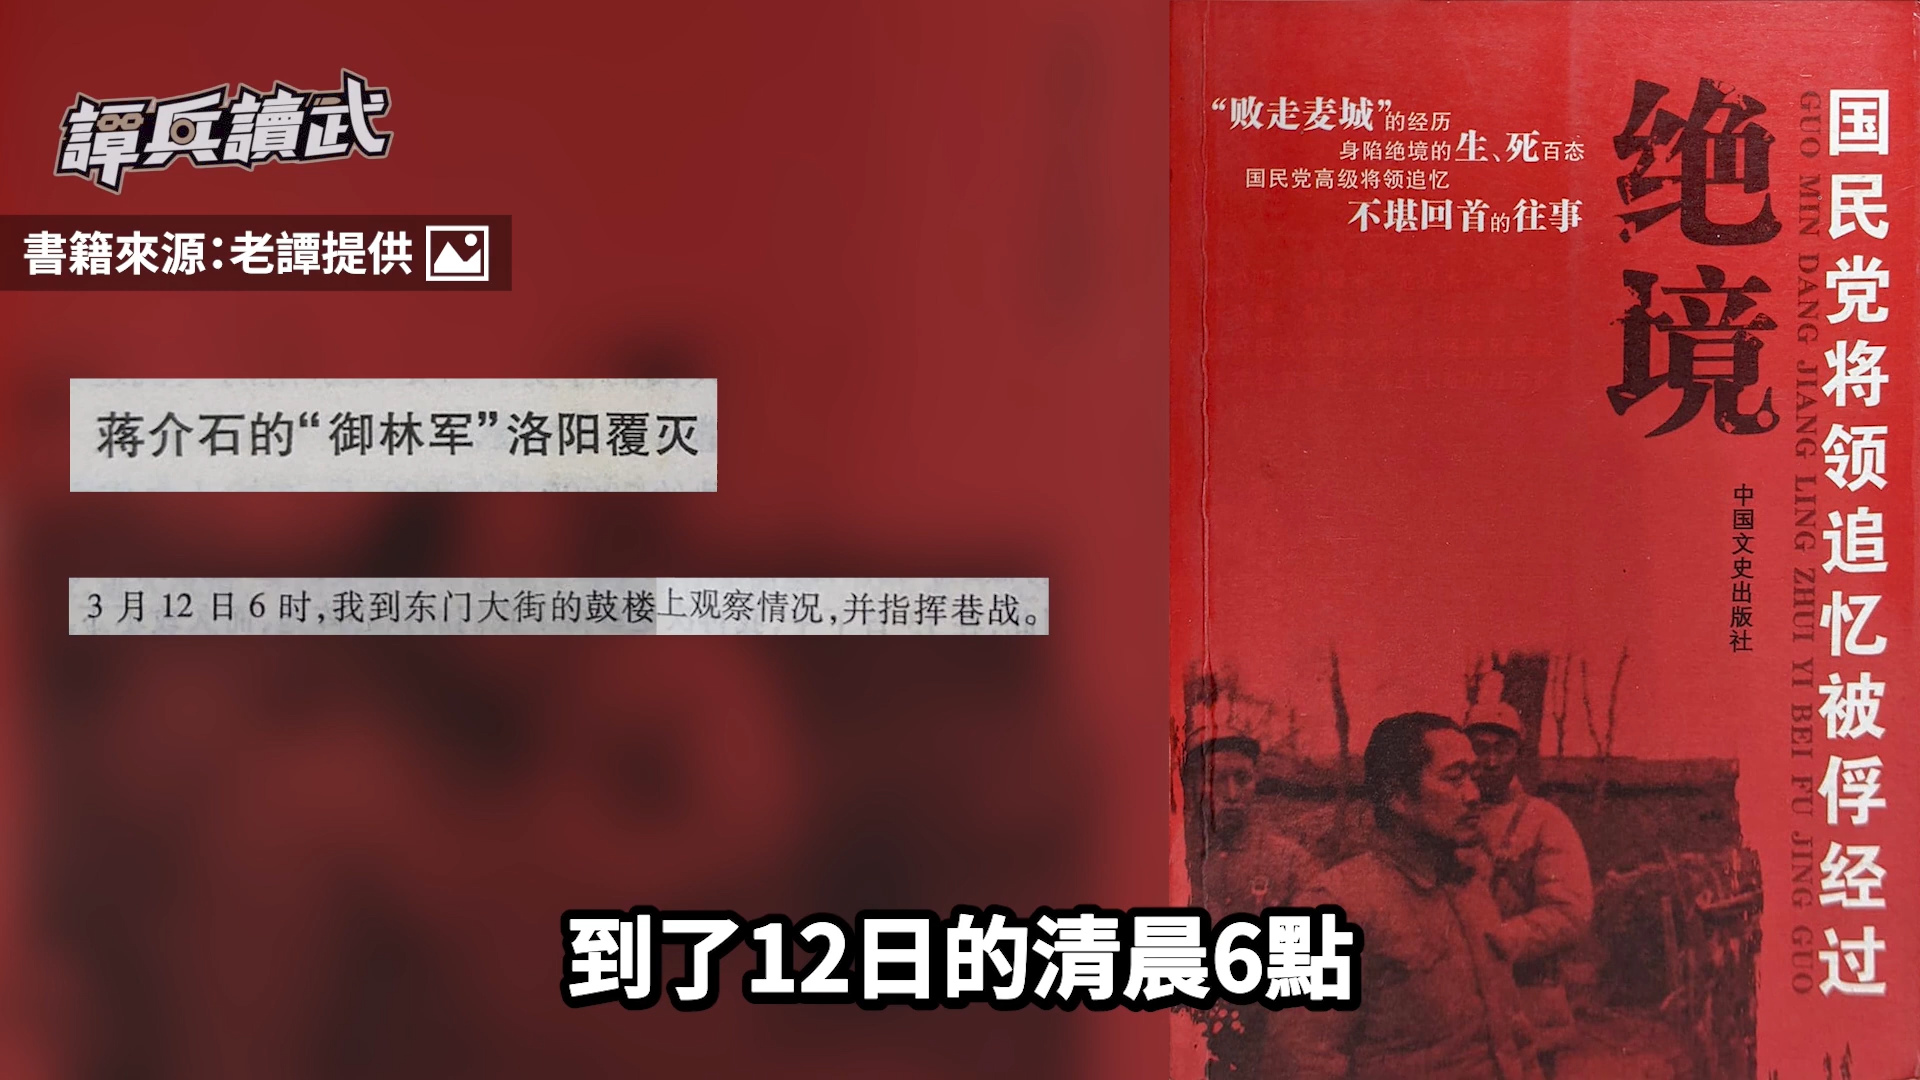 譚兵讀武
書籍來源：老譚提供
蒋介石的“御林军”洛阳覆灭
3月12日6时，我到东门大街的鼓楼上观察情况，并指挥巷战。
到了12日的清晨6點
“败走麦城”的经历
身陷绝境的生、死百态
国民党高级将领追忆
不堪回首的往事
绝境
中国文史出版社
GUO MIN DANG JIANG LING ZHUI YI BEI FU JING GUO
国民党将领追忆被俘经过